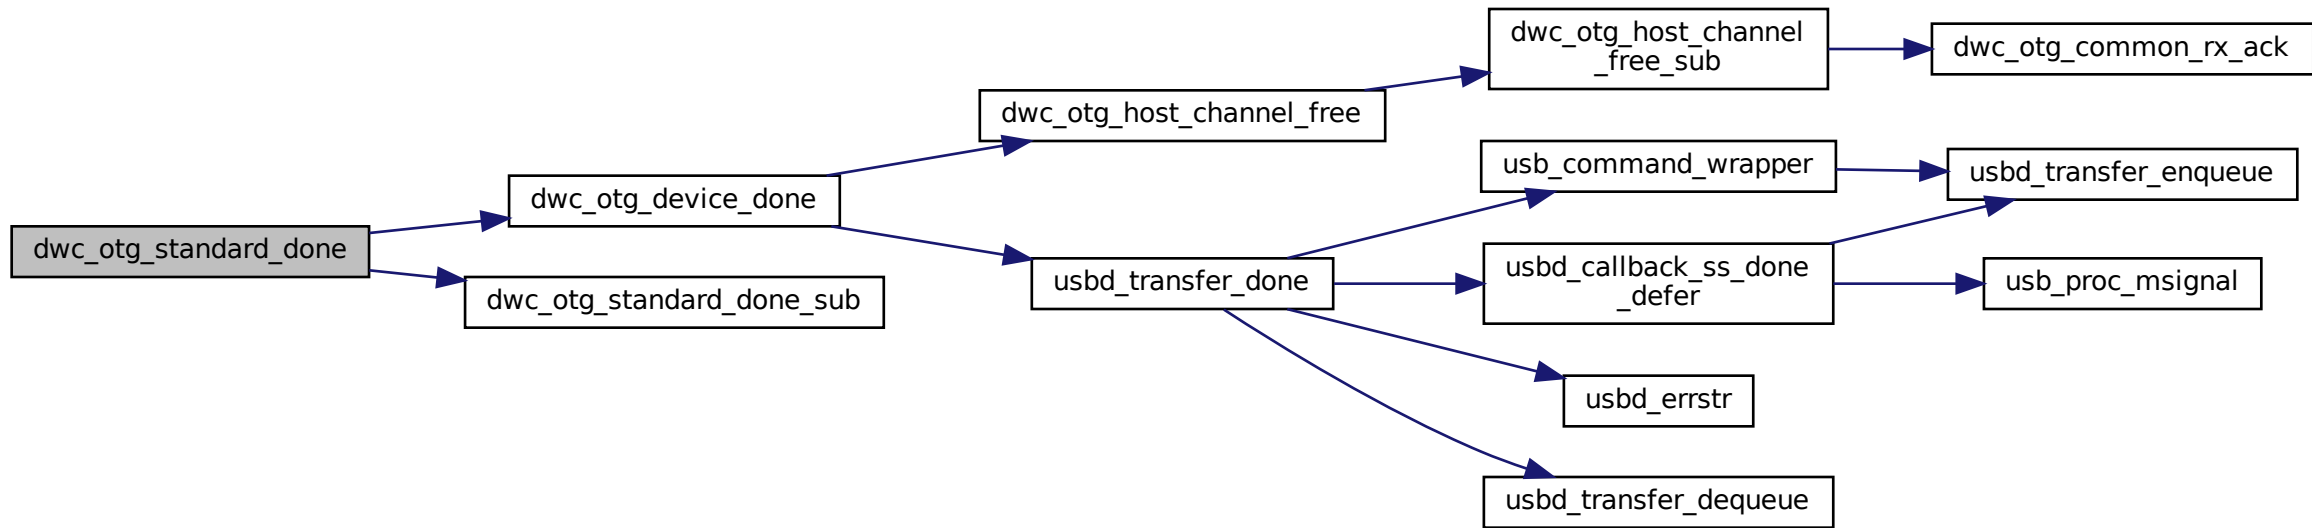 dwc_otg_standard_done
dwc_otg_device_done
dwc_otg_standard_done_sub
dwc_otg_host_channel_free
usbd_transfer_done
dwc_otg_host_channel
_free_sub
usb_command_wrapper
usbd_callback_ss_done
_defer
usbd_errstr
usbd_transfer_dequeue
dwc_otg_common_rx_ack
usbd_transfer_enqueue
usb_proc_msignal